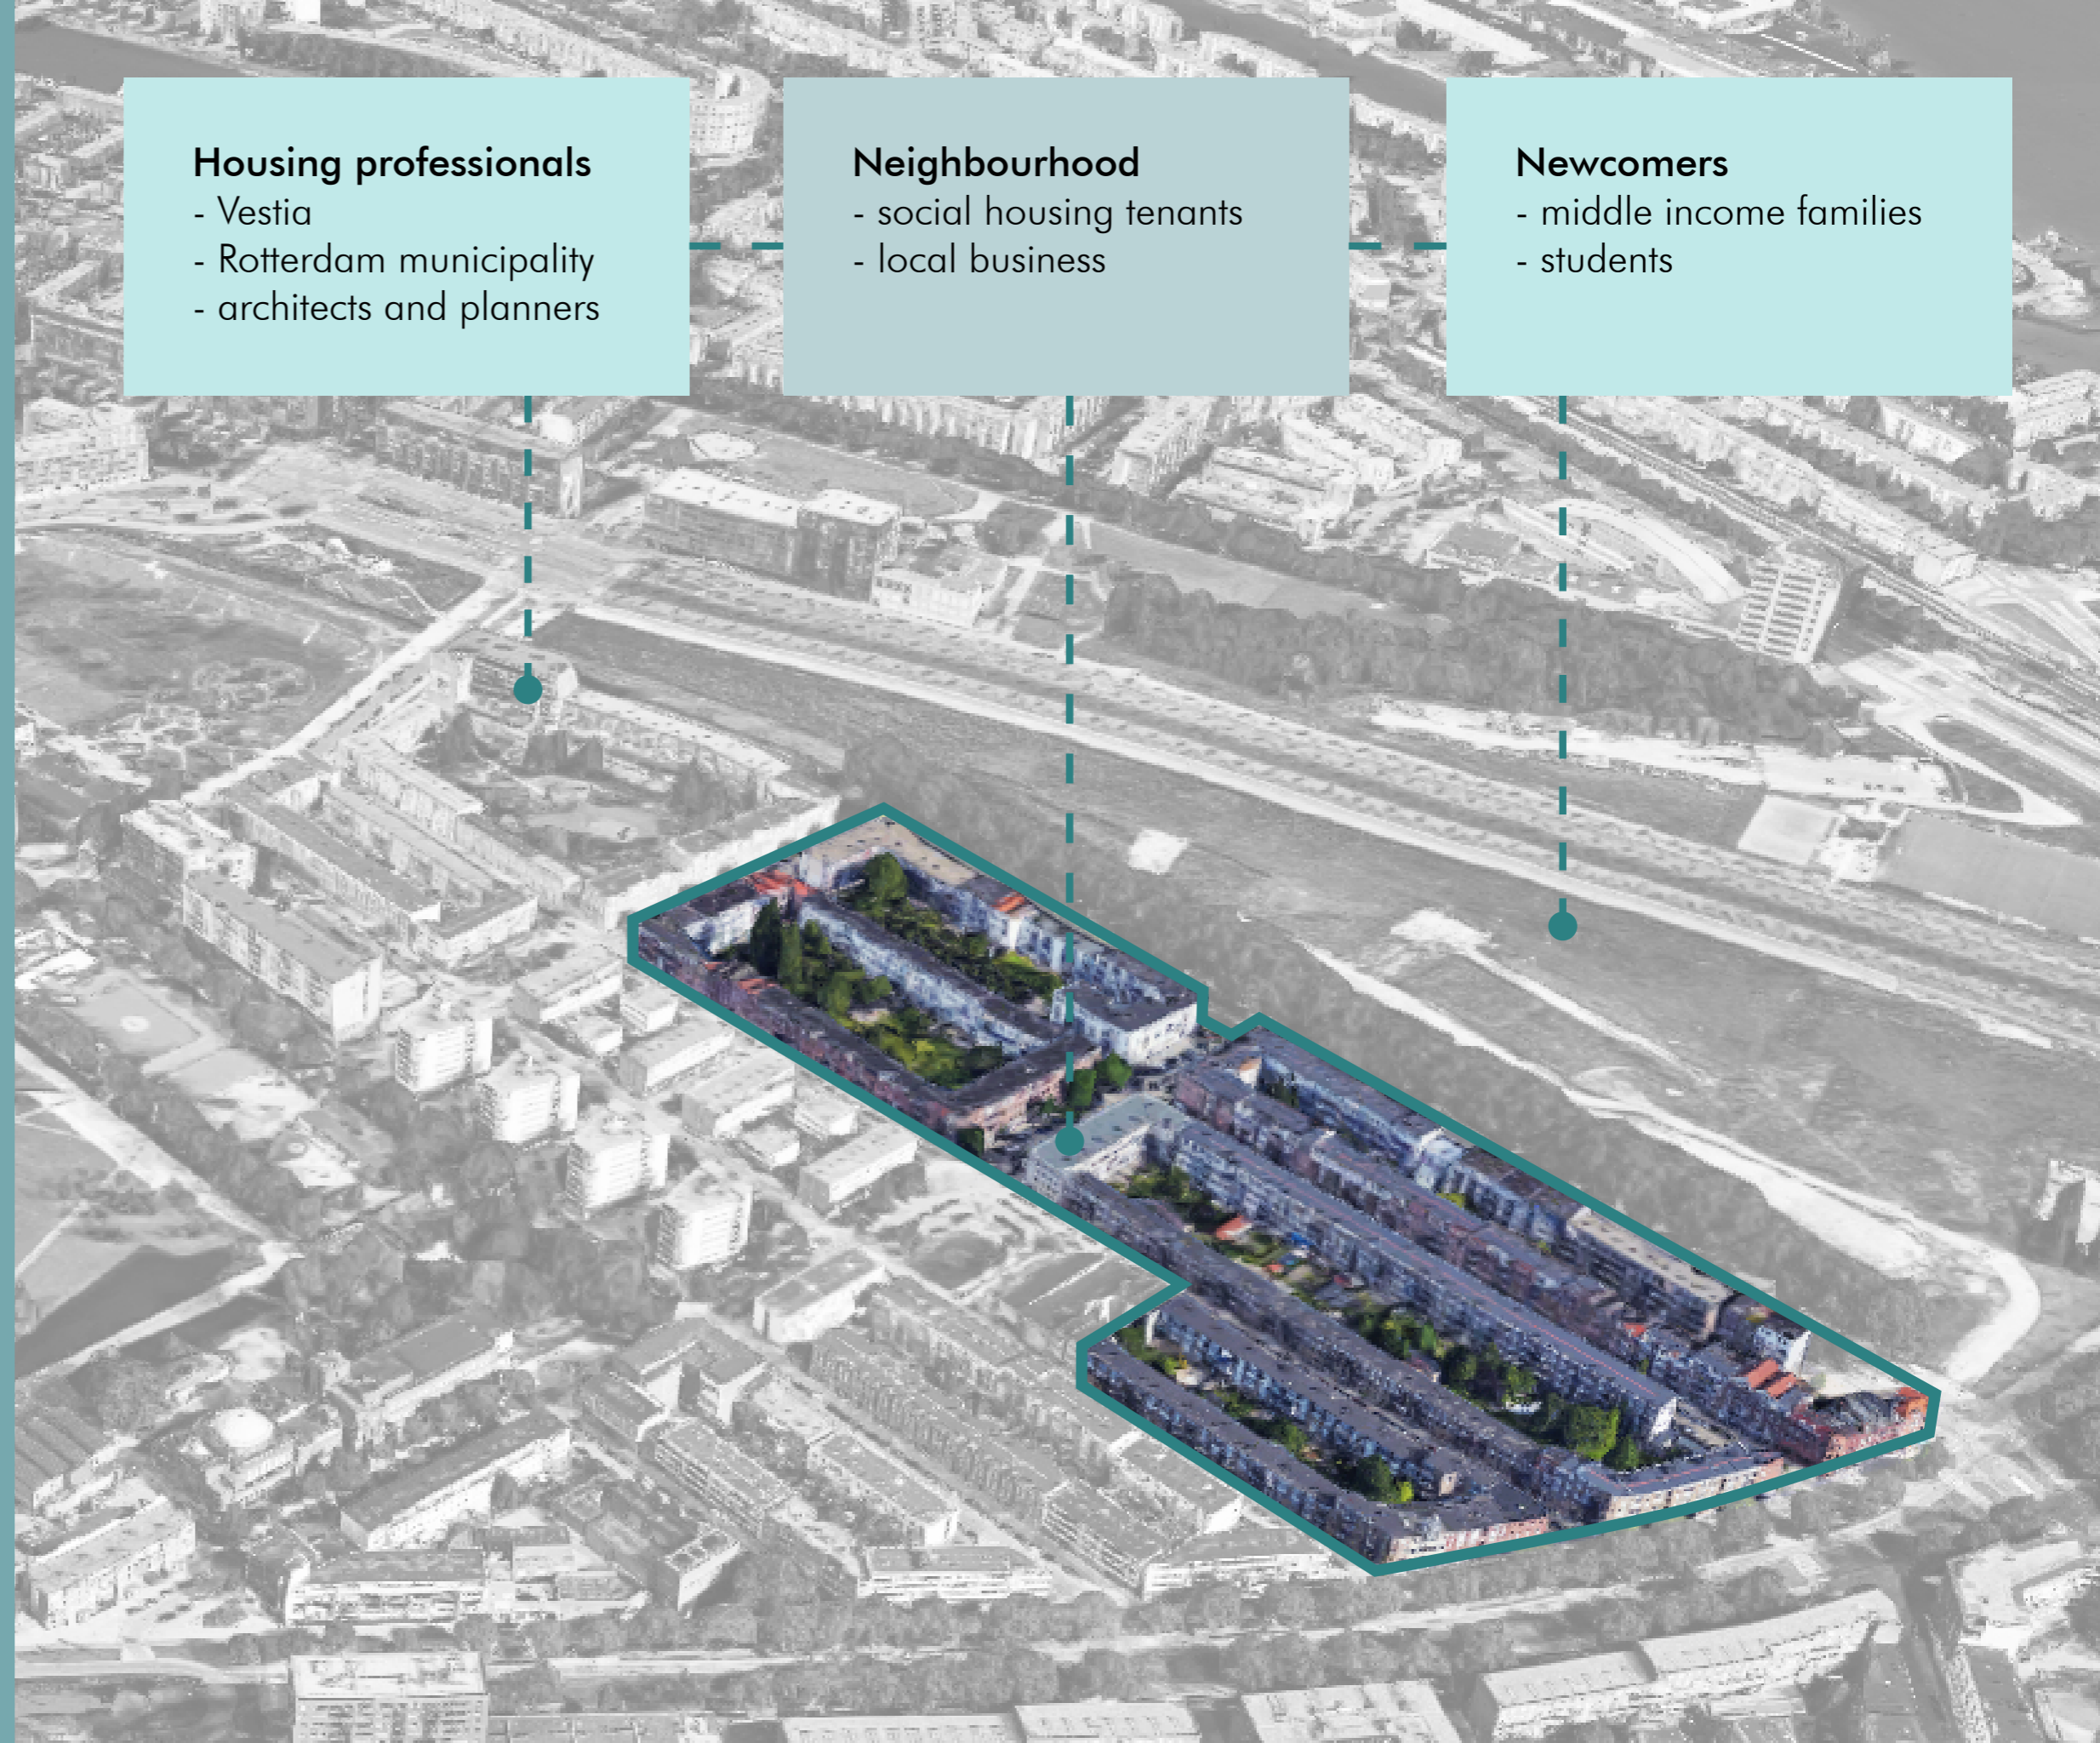 Housing professionals
- Vestia
- Rotterdam municipality
- architects and planners
Neighbourhood
- social housing tenants
- local business
Newcomers
- middle income families
- students